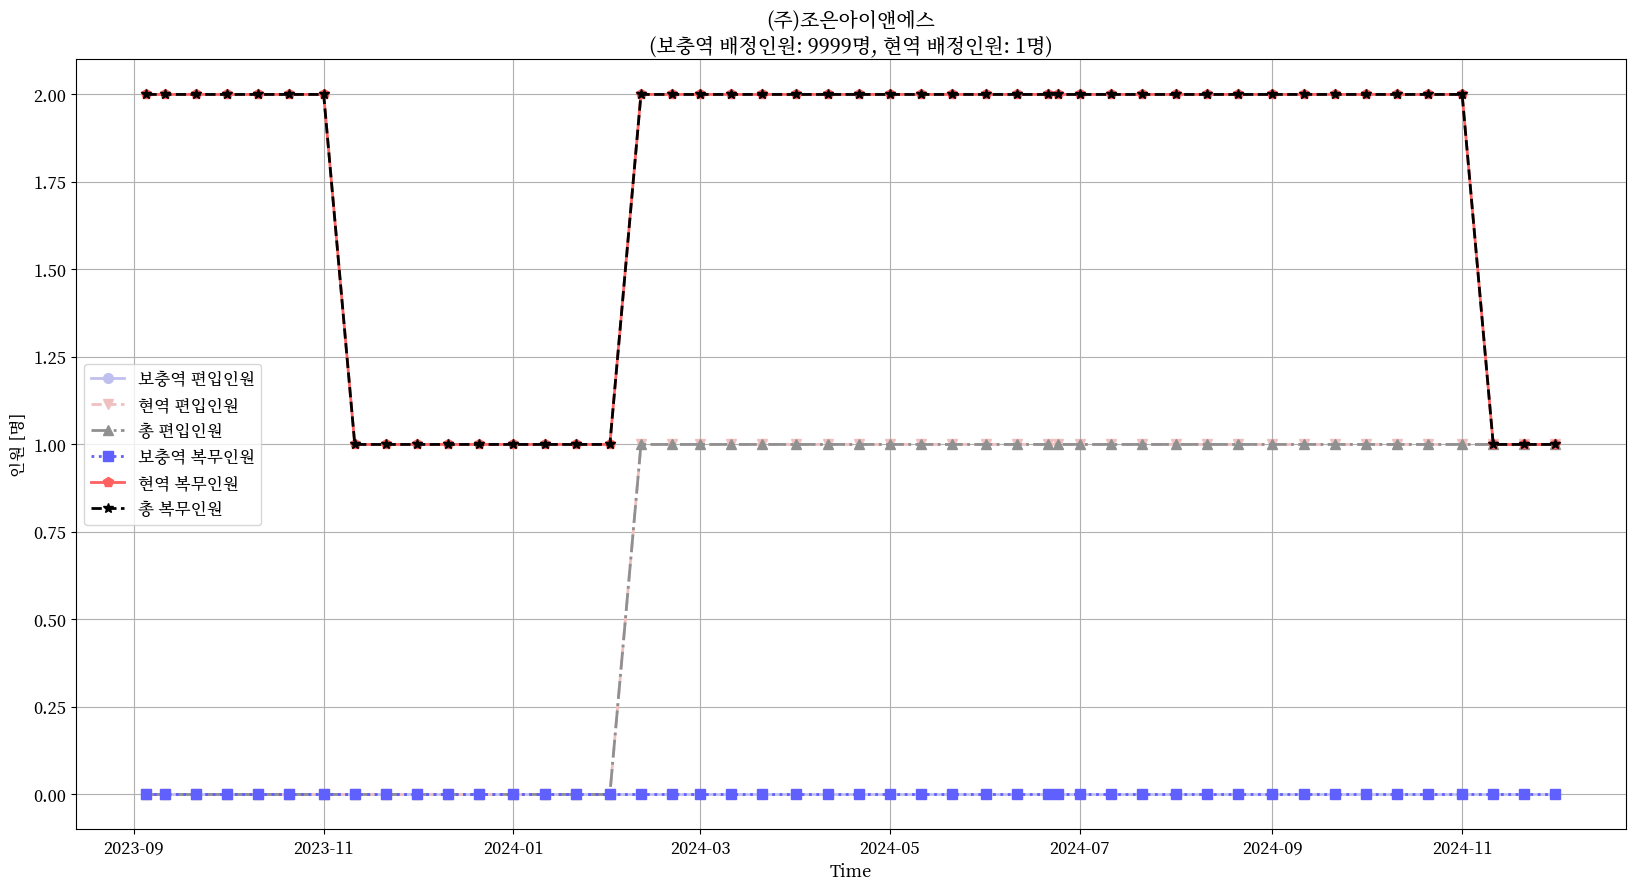 (주)조은아이앤에스
(보충역 배정인원: 9999명, 현역 배정인원: 1명)
인원 [명]
2.00
1.75
1.50
1.25
1.00
0.75
0.50
0.25
0.00
보충역 편입인원
현역 편입인원
총 편입인원
보충역 복무인원
현역 복무인원
총 복무인원
2023-09 2023-11 2024-01 2024-03 2024-05 2024-07 2024-09 2024-11
Time